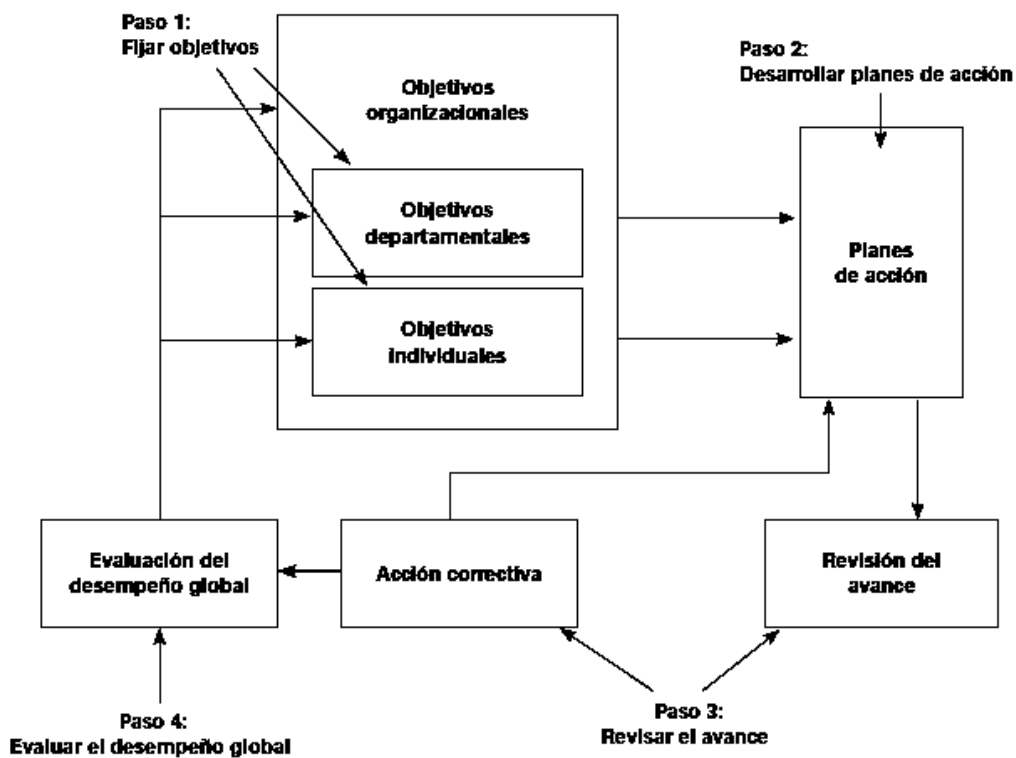 Paso 1:
Fijar objetivos
Objetivos
organizacionales
Paso 2:
Desarrollar planes de acción
Objetivos
departamentales
Planes
de acción
Objetivos
individuales
Evaluación del
desempeño global
Acción correctiva
Revisión del
avance
Paso 4:
Evaluar el desempeño global
Paso 3:
Revisar el avance